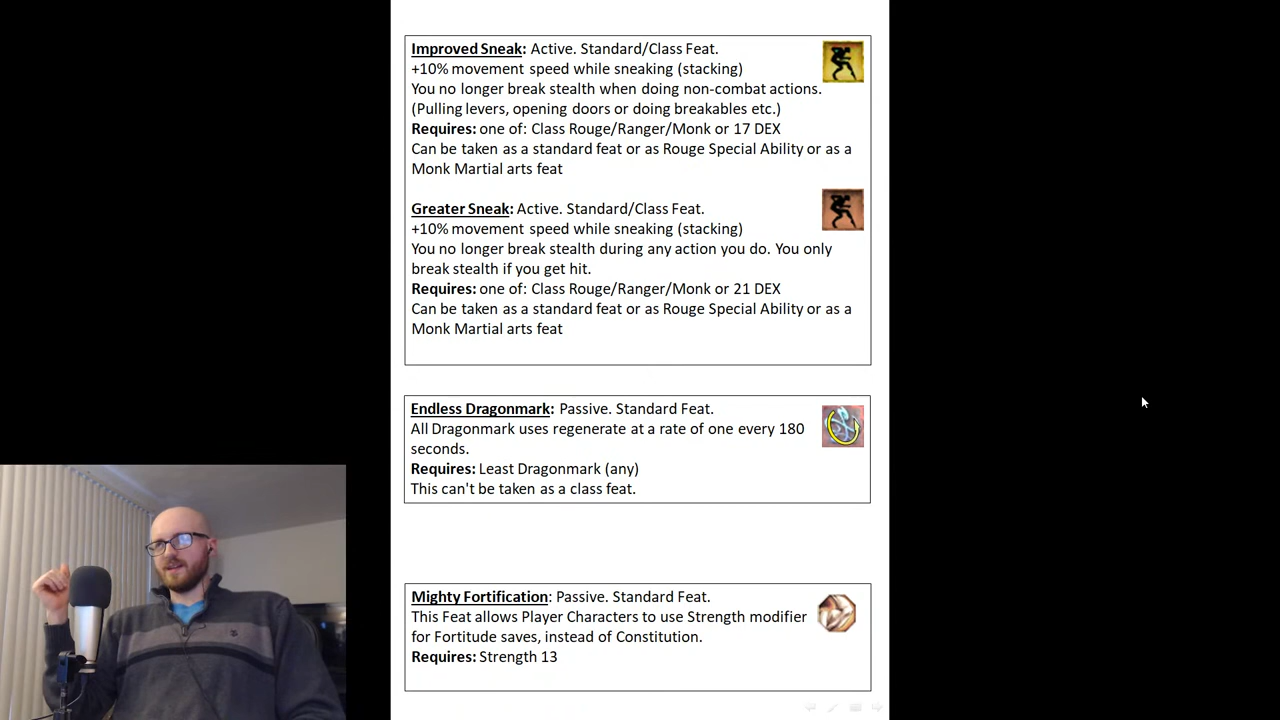 Improved Sneak: Active. Standard/Class Feat.
+10% movement speed while sneaking (stacking)
You no longer break stealth when doing non-combat actions.
(Pulling levers, opening doors or doing breakables etc.)
Requires: one of: Class Rouge/Ranger/Monk or 17 DEX
Can be taken as a standard feat or as Rouge Special Ability or as a
Monk Martial arts feat
Greater Sneak: Active. Standard/Class Feat.
+10% movement speed while sneaking (stacking)
You no longer break stealth during any action you do. You only
break stealth if you get hit.
Requires: one of: Class Rouge/Ranger/Monk or 21 DEX
Can be taken as a standard feat or as Rouge Special Ability or as a
Monk Martial arts feat
Endless Dragonmark: Passive. Standard Feat.
All Dragonmark uses regenerate at a rate of one every 180
seconds.
Requires: Least Dragonmark (any)
This can't be taken as a class feat.
Mighty Fortification: Passive. Standard Feat.
This Feat allows Player Characters to use Strength modifier
for Fortitude saves, instead of Constitution.
Requires: Strength 13